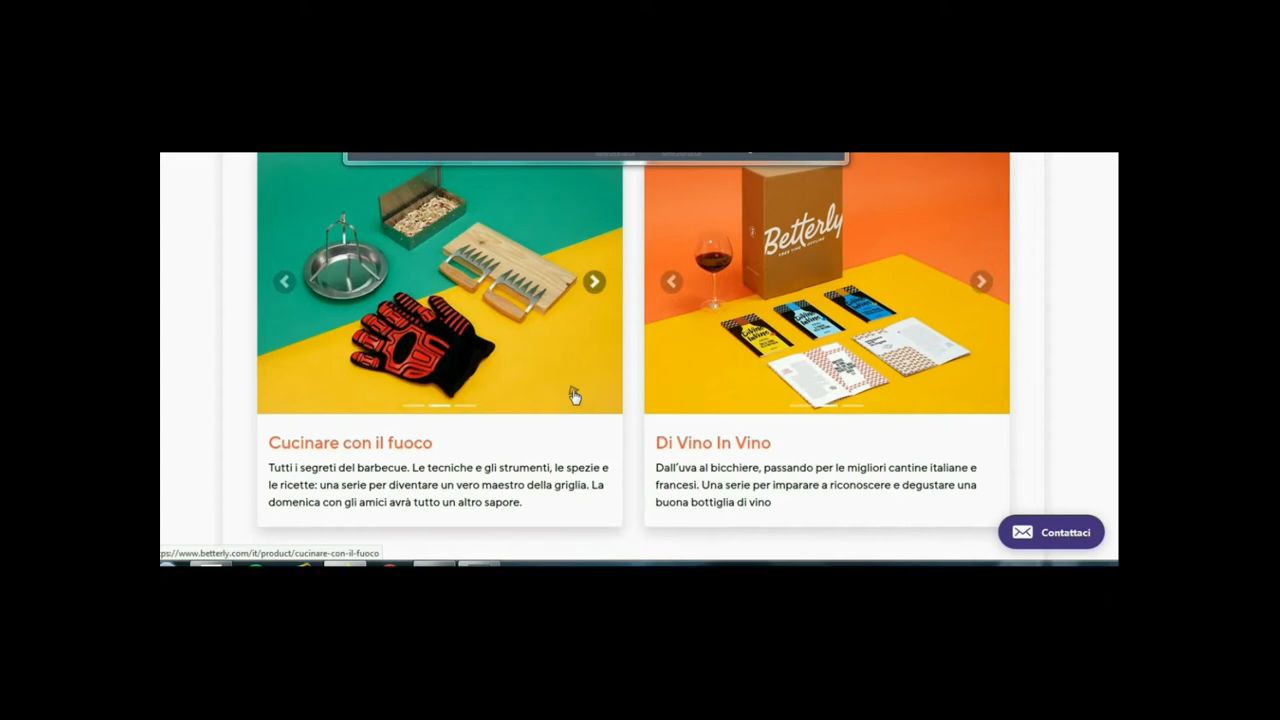 Betterly
Cucinare con il fuoco
Tutti i segreti del barbecue. Le tecniche e gli strumenti, le spezie e
le ricette: una serie per diventare un vero maestro della griglia. La
domenica con gli amici avrà tutto un altro sapore.
Di Vino In Vino
Dall'uva al bicchiere, passando per le migliori cantine italiane e
francesi. Una serie per imparare a riconoscere e degustare una
buona bottiglia di vino
Contattaci
ps://www.betterly.com/it/product/cucinare-con-il-fuoco